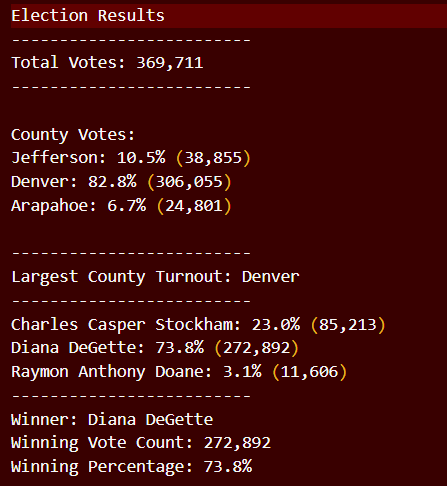 Election Results
-------------------------
Total Votes: 369,711
-------------------------
County Votes:
Jefferson: 10.5% (38,855)
Denver: 82.8% (306,055)
Arapahoe: 6.7% (24,801)
-------------------------
Largest County Turnout: Denver
-------------------------
Charles Casper Stockham: 23.0% (85,213)
Diana DeGette: 73.8% (272,892)
Raymon Anthony Doane: 3.1% (11,606)
-------------------------
Winner: Diana DeGette
Winning Vote Count: 272,892
Winning Percentage: 73.8%